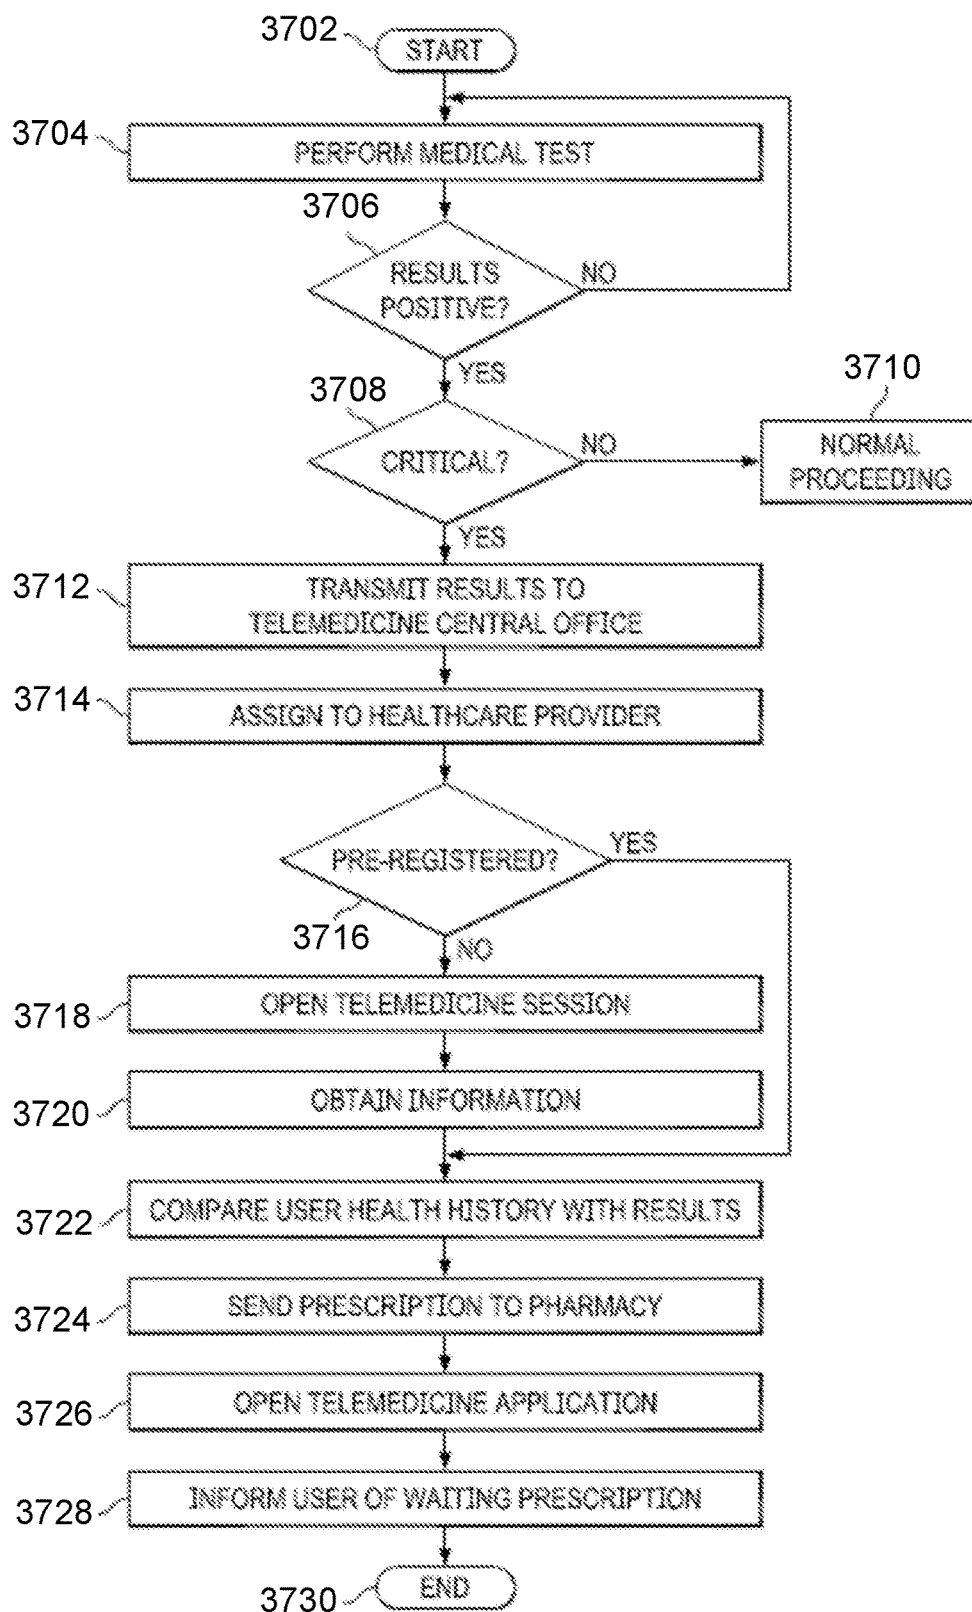 3702
START
3704
PERFORM MEDICAL TEST
3706
RESULTS
POSITIVE?
NO
YES
3708
CRITICAL?
NO
3710
NORMAL
PROCEEDING
YES
3712
TRANSMIT RESULTS TO
TELEMEDICINE CENTRAL OFFICE
3714
ASSIGN TO HEALTHCARE PROVIDER
PRE-REGISTERED?
YES
3716
NO
3718
OPEN TELEMEDICINE SESSION
3720
OBTAIN INFORMATION
3722
COMPARE USER HEALTH HISTORY WITH RESULTS
3724
SEND PRESCRIPTION TO PHARMACY
3726
OPEN TELEMEDICINE APPLICATION
3728
INFORM USER OF WAITING PRESCRIPTION
3730
END